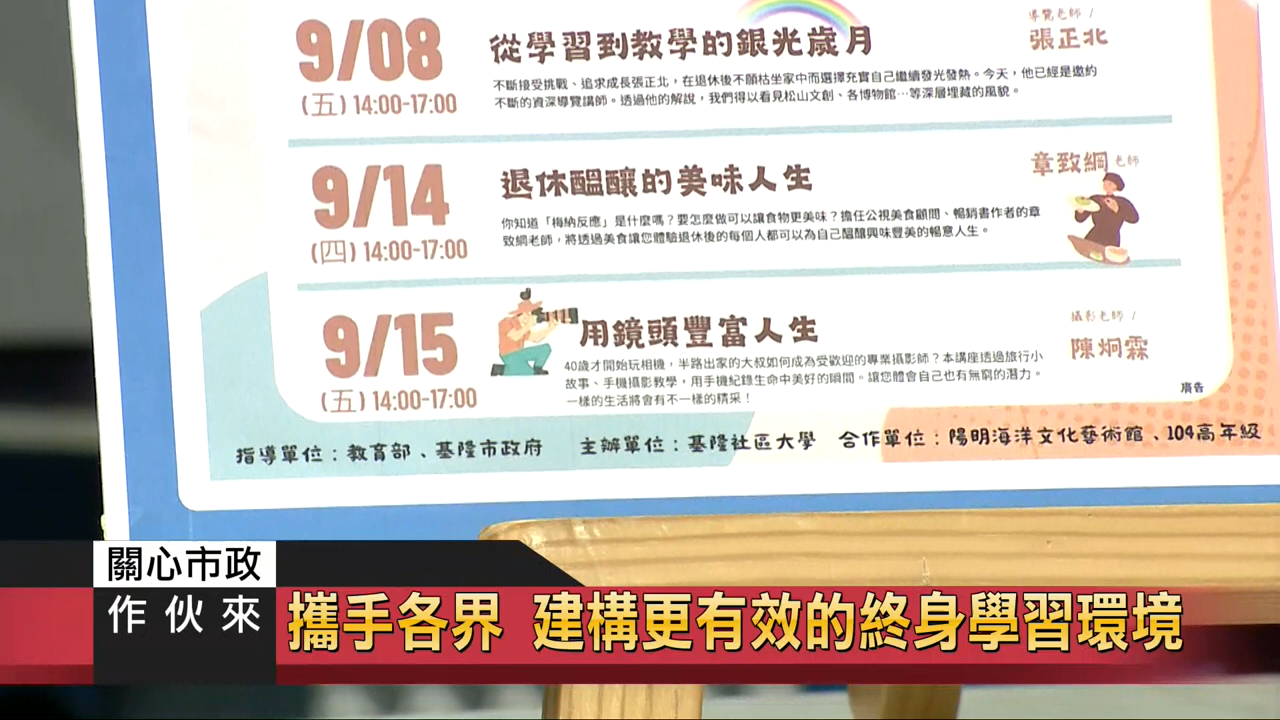 9/08
(五) 14:00-17:00
從學習到教學的銀光歲月
導覽老師 /
張正北
不斷接受挑戰、追求成長張正北，在退休後不願枯坐家中而選擇充實自己繼續發光發熱。今天，他已經是邀約
不斷的資深導覽講師。透過他的解說，我們得以看見松山文創、各博物館…等深層埋藏的風貌。
9/14
(四) 14:00-17:00
退休醞釀的美味人生
章致綱 老師
你知道「梅納反應」是什麼嗎？要怎麼做可以讓食物更美味？擔任公視美食顧問、暢銷書作者的章
致綱老師，將透過美食讓您體驗退休後的每個人都可以為自己醞釀興味豐美的暢意人生。
9/15
(五) 14:00-17:00
用鏡頭豐富人生
攝影老師 /
陳炯霖
40歲才開始玩相機，半路出家的大叔如何成為受歡迎的專業攝影師？本講座透過旅行小
故事、手機攝影教學，用手機紀錄生命中美好的瞬間。讓您體會自己也有無窮的潛力。
一樣的生活將會有不一樣的精采！
廣告
指導單位：教育部、基隆市政府 主辦單位：基隆社區大學 合作單位：陽明海洋文化藝術館、104高年級
關心市政
作伙來
攜手各界 建構更有效的終身學習環境